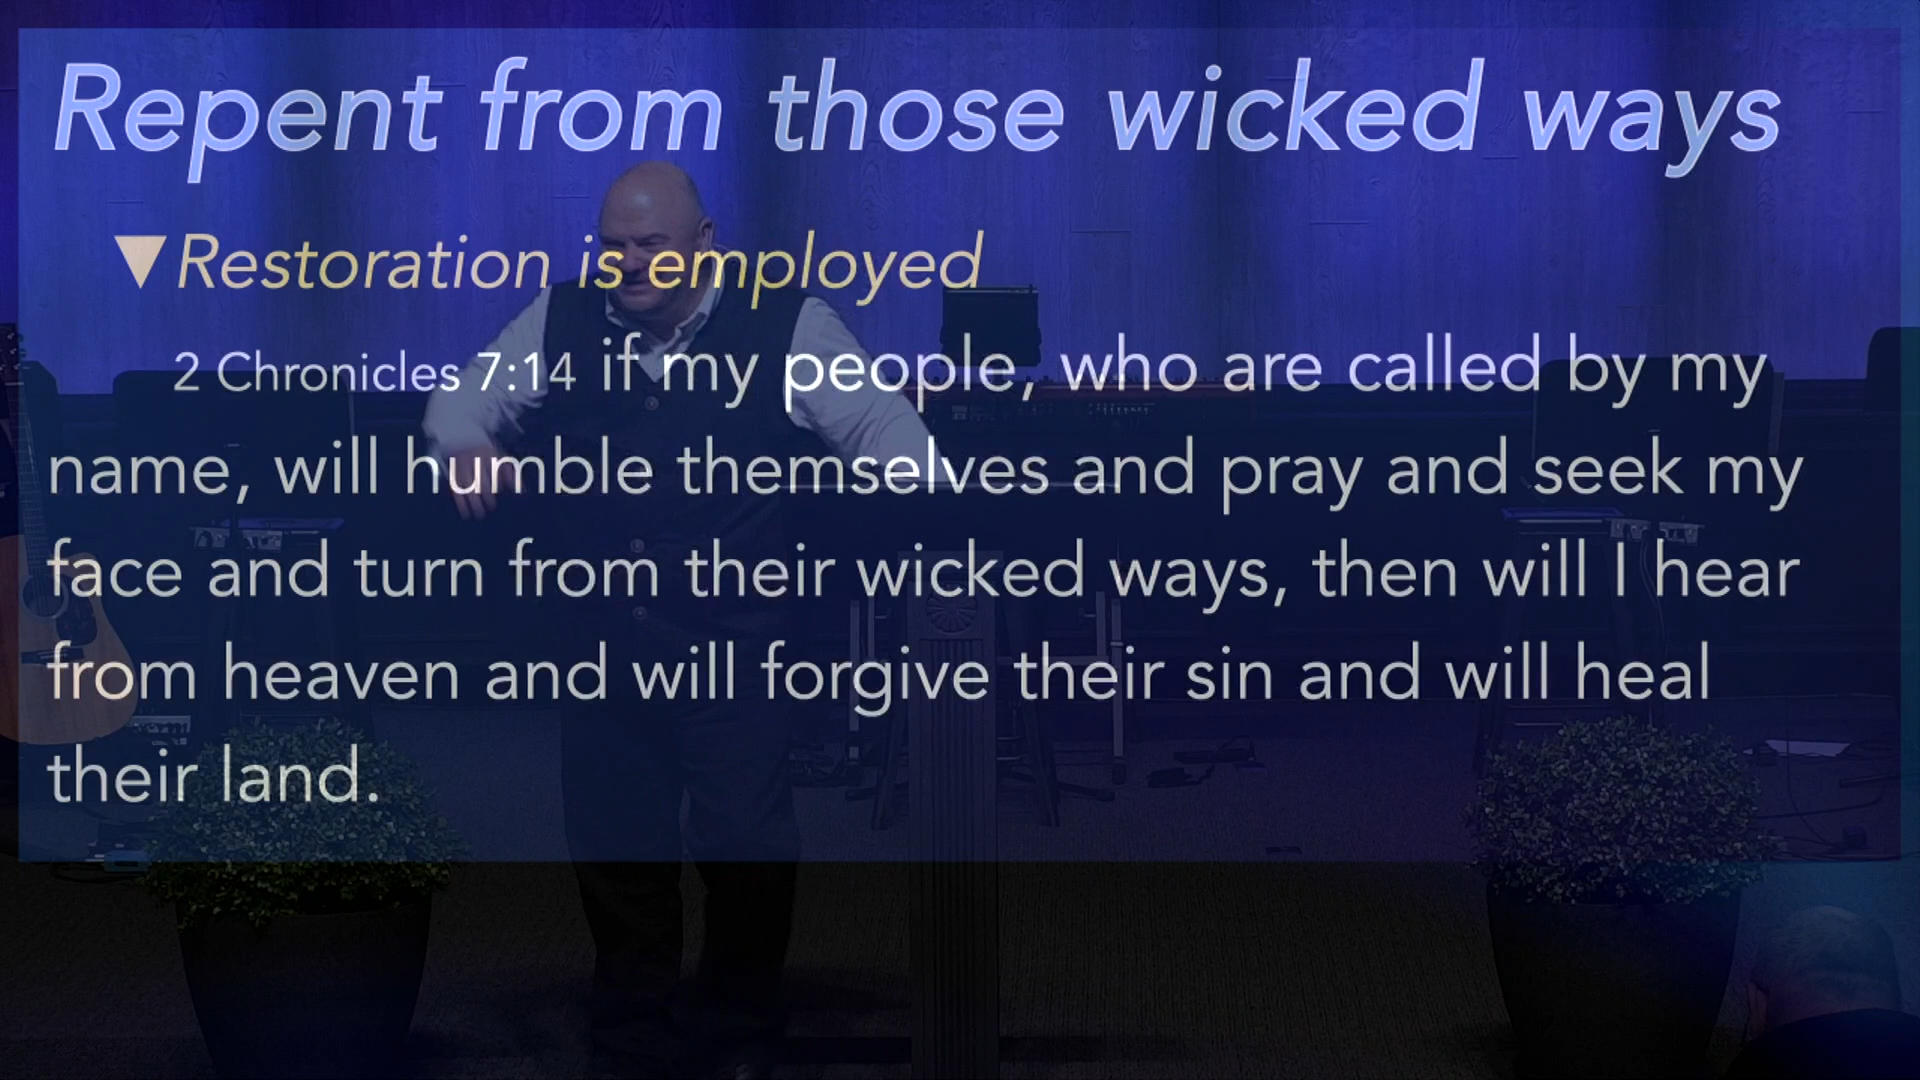 Repent from those wicked ways
▼Restoration is employed
2 Chronicles 7:14 if my people, who are called by my
name, will humble themselves and pray and seek my
face and turn from their wicked ways, then will I hear
from heaven and will forgive their sin and will heal
their land.